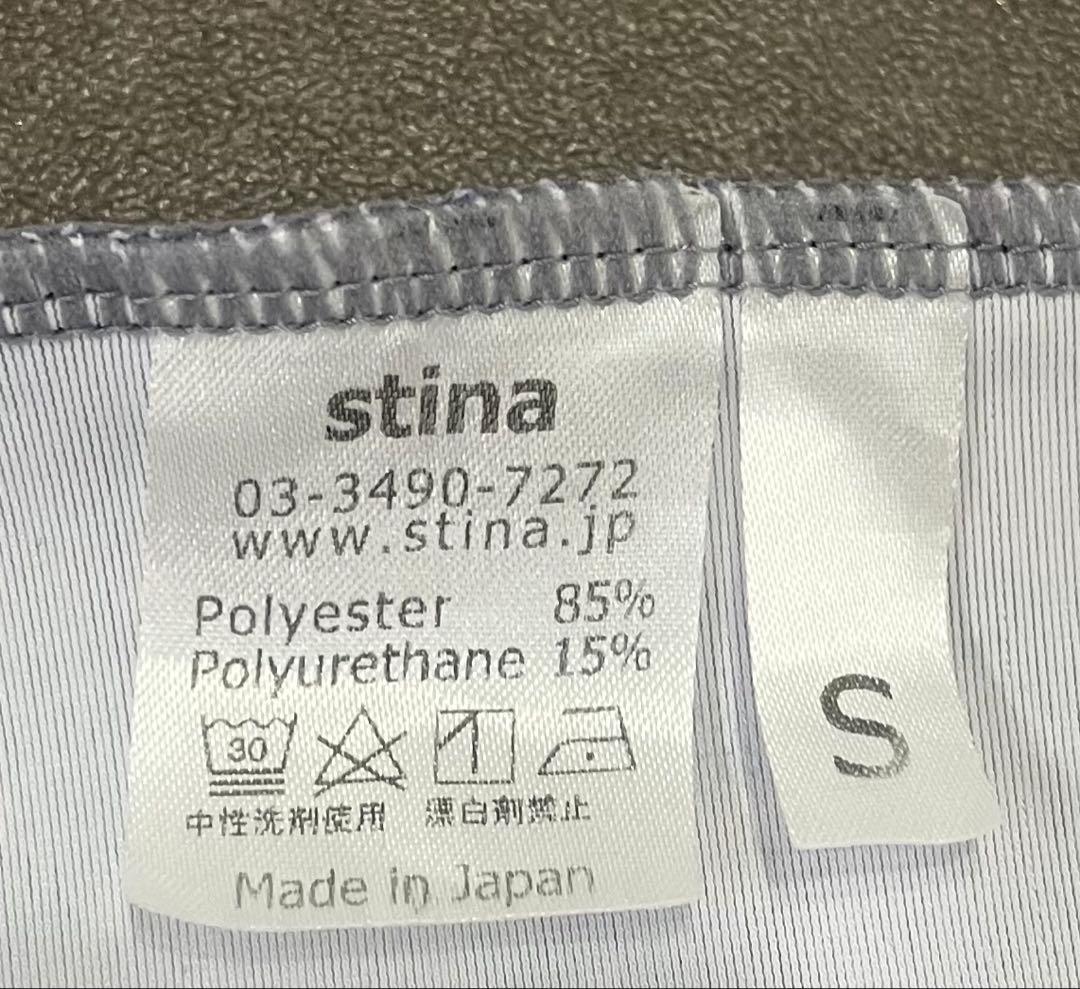 stina
03-3490-7272
www.stina.jp
Polyester 85%
Polyurethane 15%
30
中性洗剤使用 漂白剤禁止
Made in Japan
S